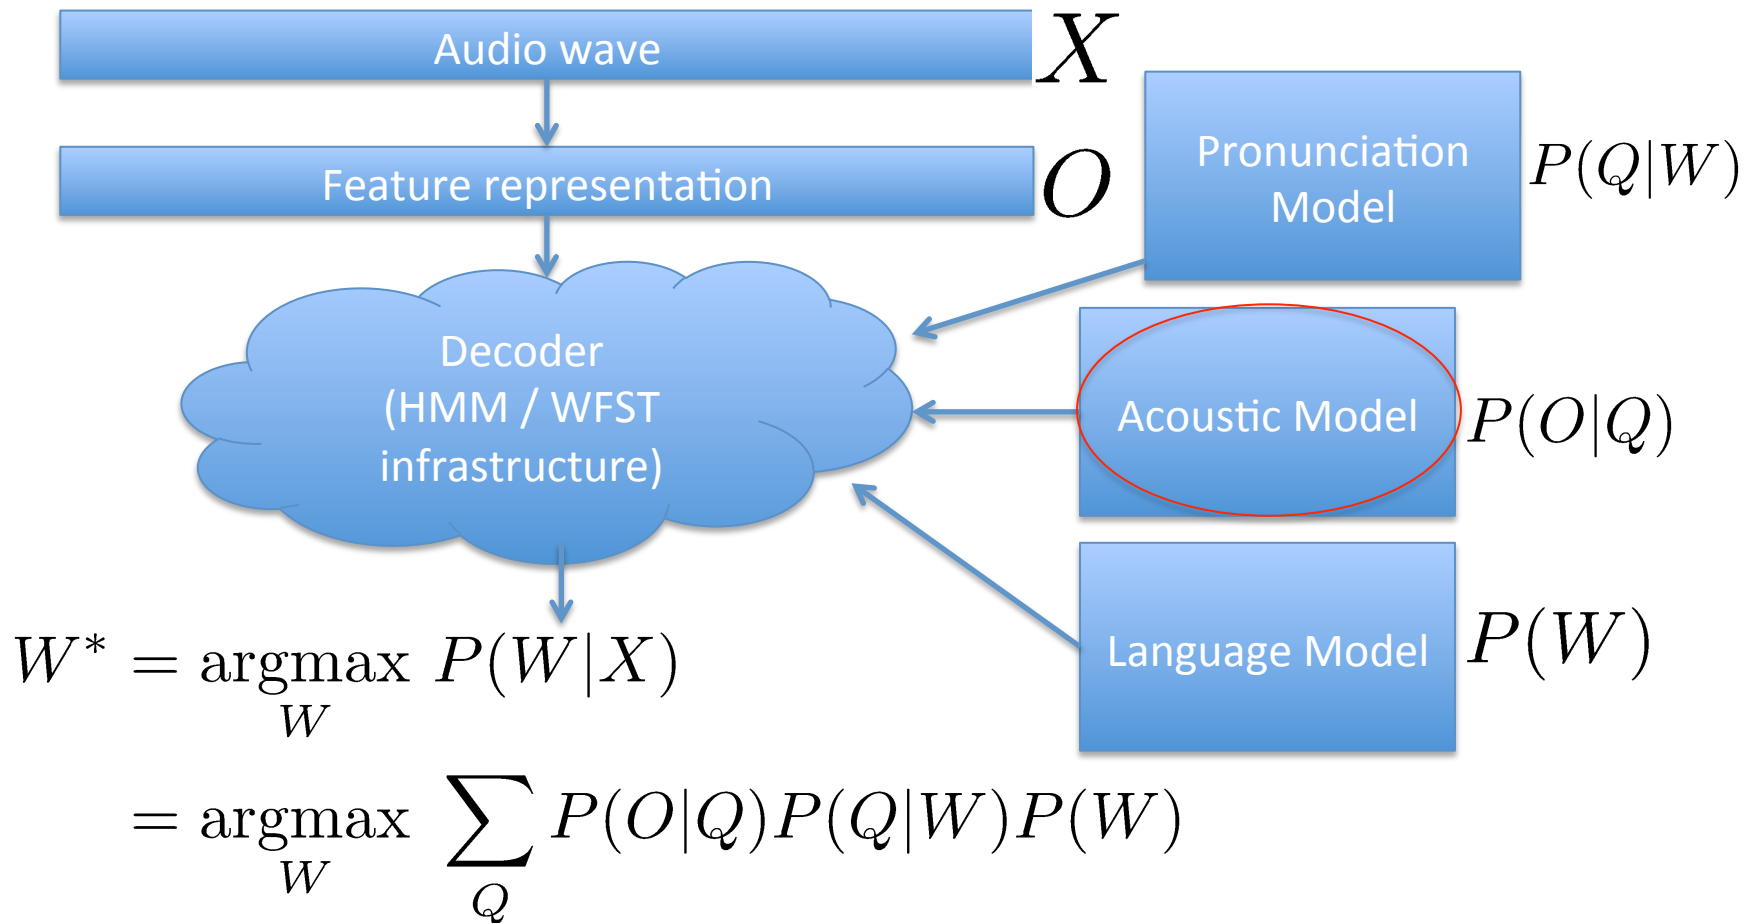 Audio wave
X
Feature representation
O
Pronunciation
Model
P(Q|W)
Decoder
(HMM / WFST
infrastructure)
Acoustic Model
P(O|Q)
Language Model
P(W)
W* = argmax P(W|X)
W
= argmax ∑ P(O|Q)P(Q|W)P(W)
W Q